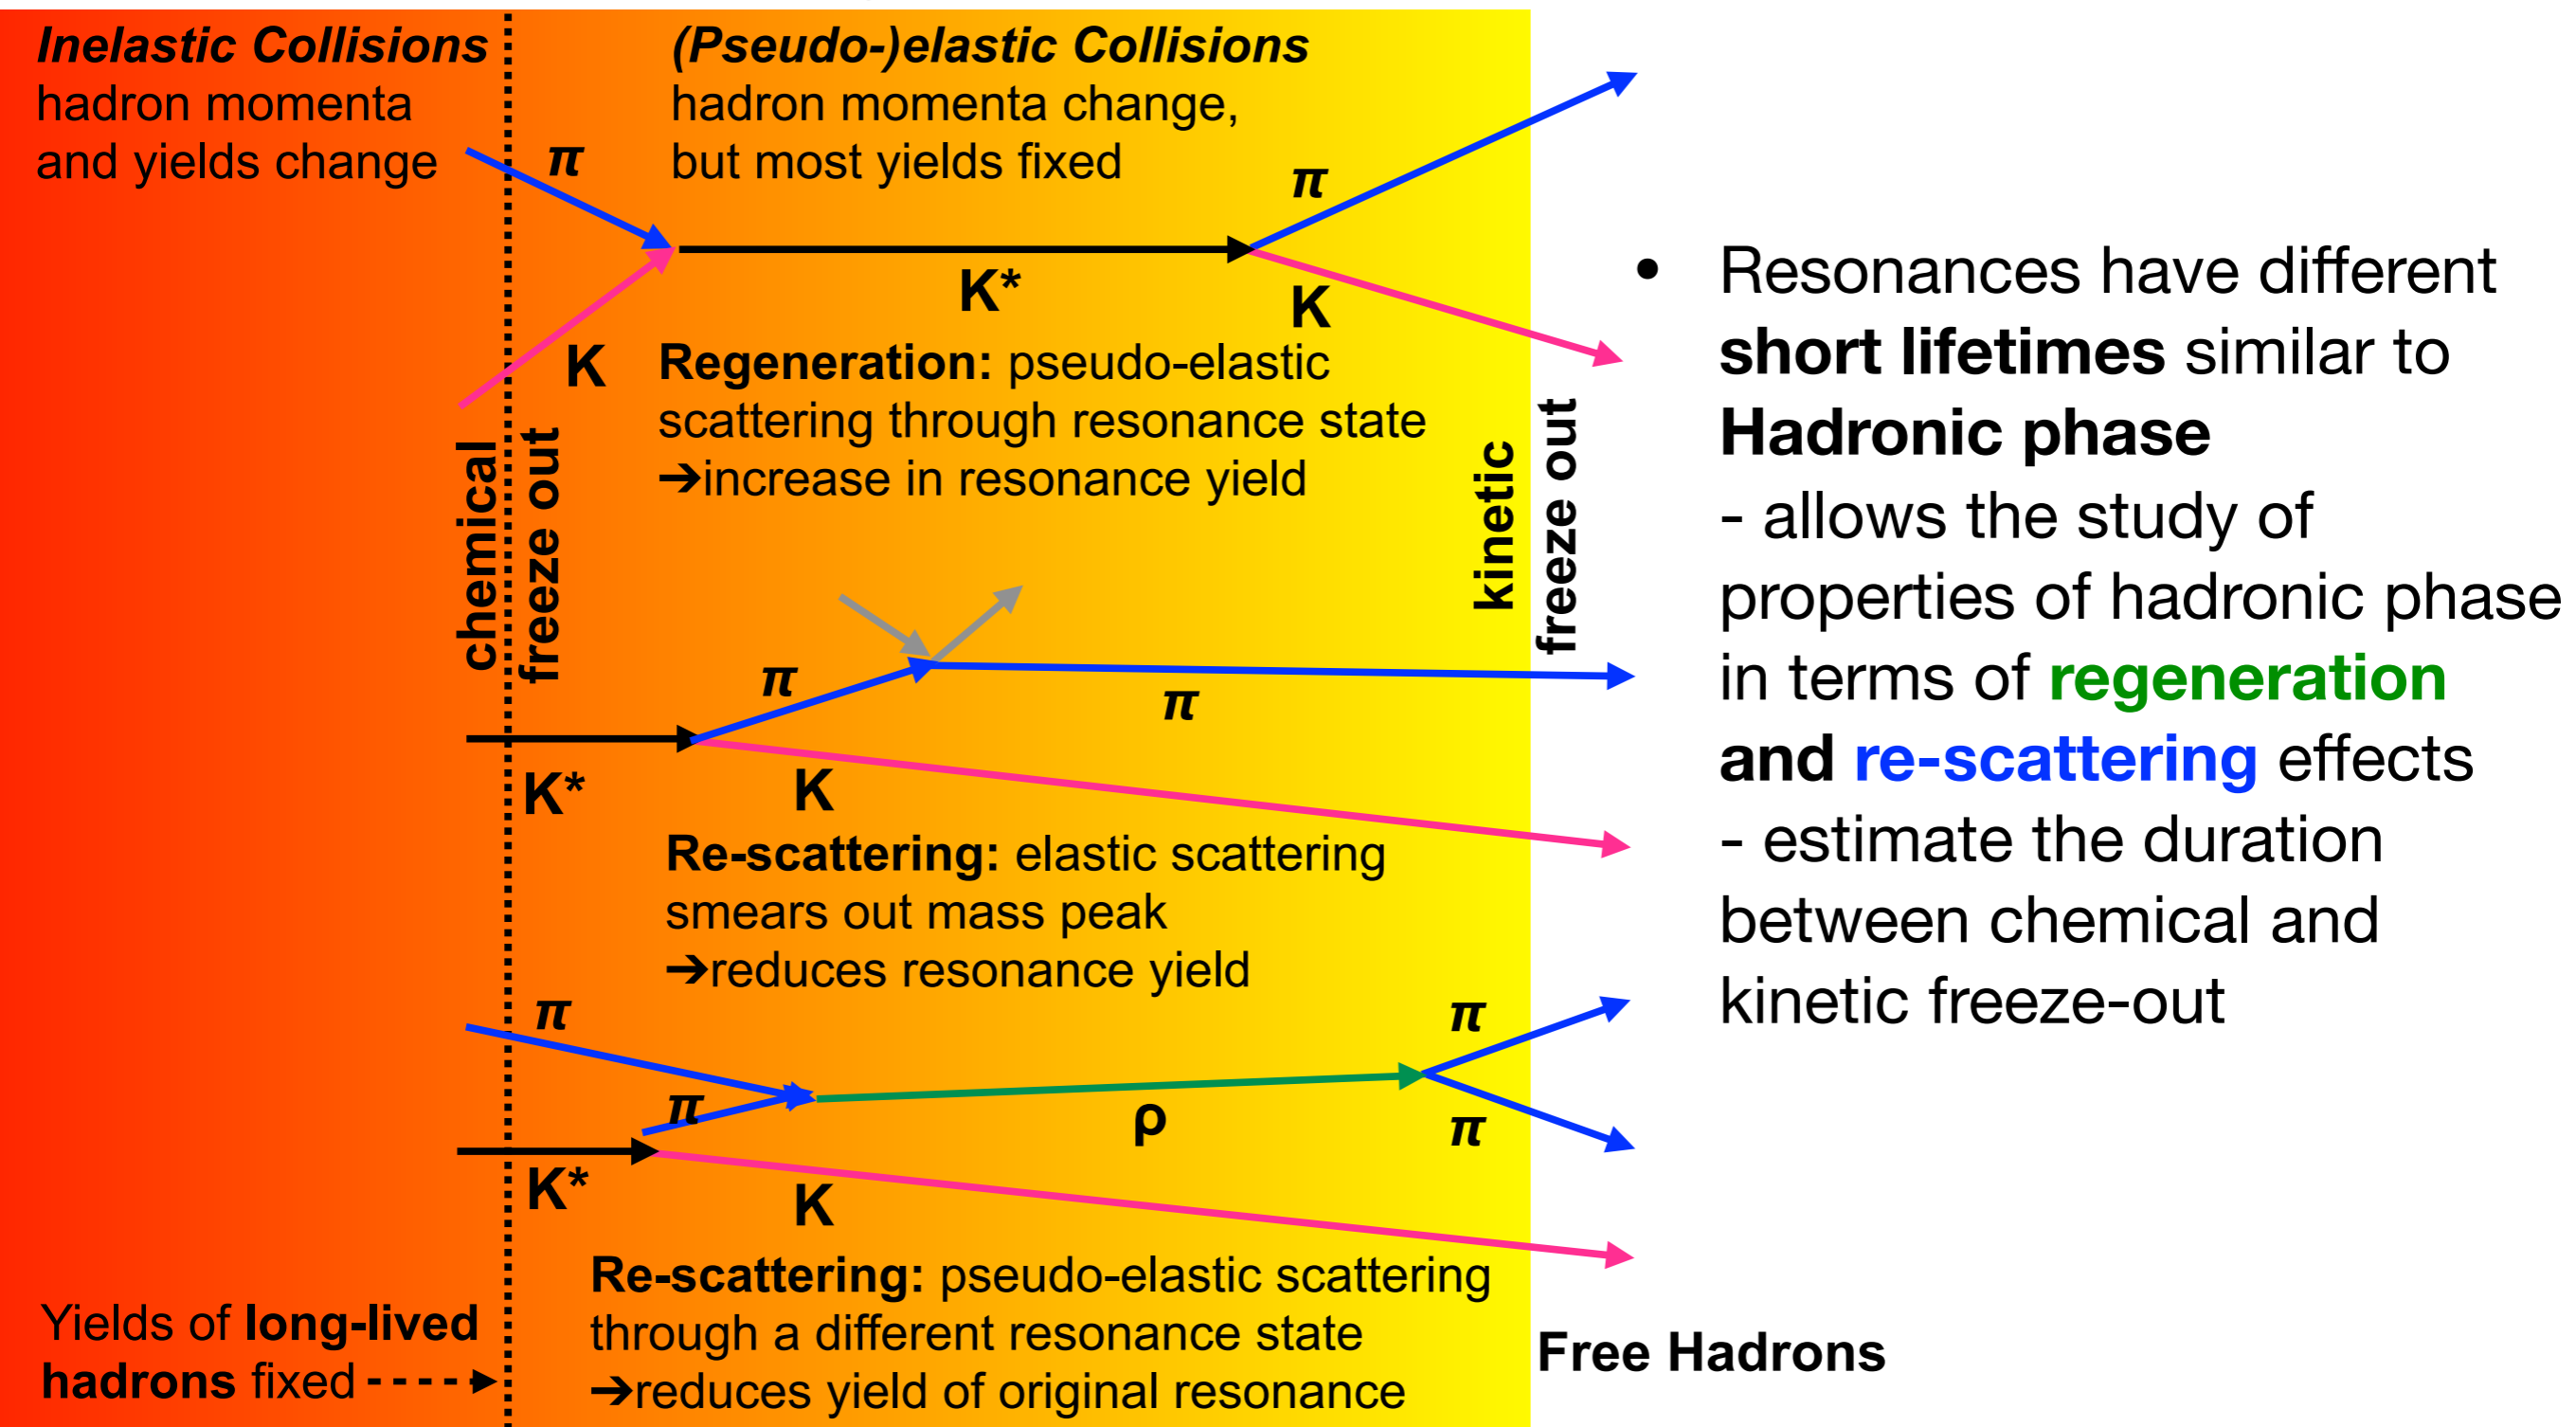 Inelastic Collisions
hadron momenta
and yields change
(Pseudo-)elastic Collisions
hadron momenta change,
but most yields fixed
π
π
K*
K
K
Regeneration: pseudo-elastic
scattering through resonance state
➔increase in resonance yield
chemical
freeze out
kinetic
freeze out
π
π
K*
K
Re-scattering: elastic scattering
smears out mass peak
➔reduces resonance yield
π
π
π
ρ
π
K*
K
Re-scattering: pseudo-elastic scattering
through a different resonance state
➔reduces yield of original resonance
Yields of long-lived
hadrons fixed
Free Hadrons
• Resonances have different
short lifetimes similar to
Hadronic phase
- allows the study of
properties of hadronic phase
in terms of regeneration
and re-scattering effects
- estimate the duration
between chemical and
kinetic freeze-out